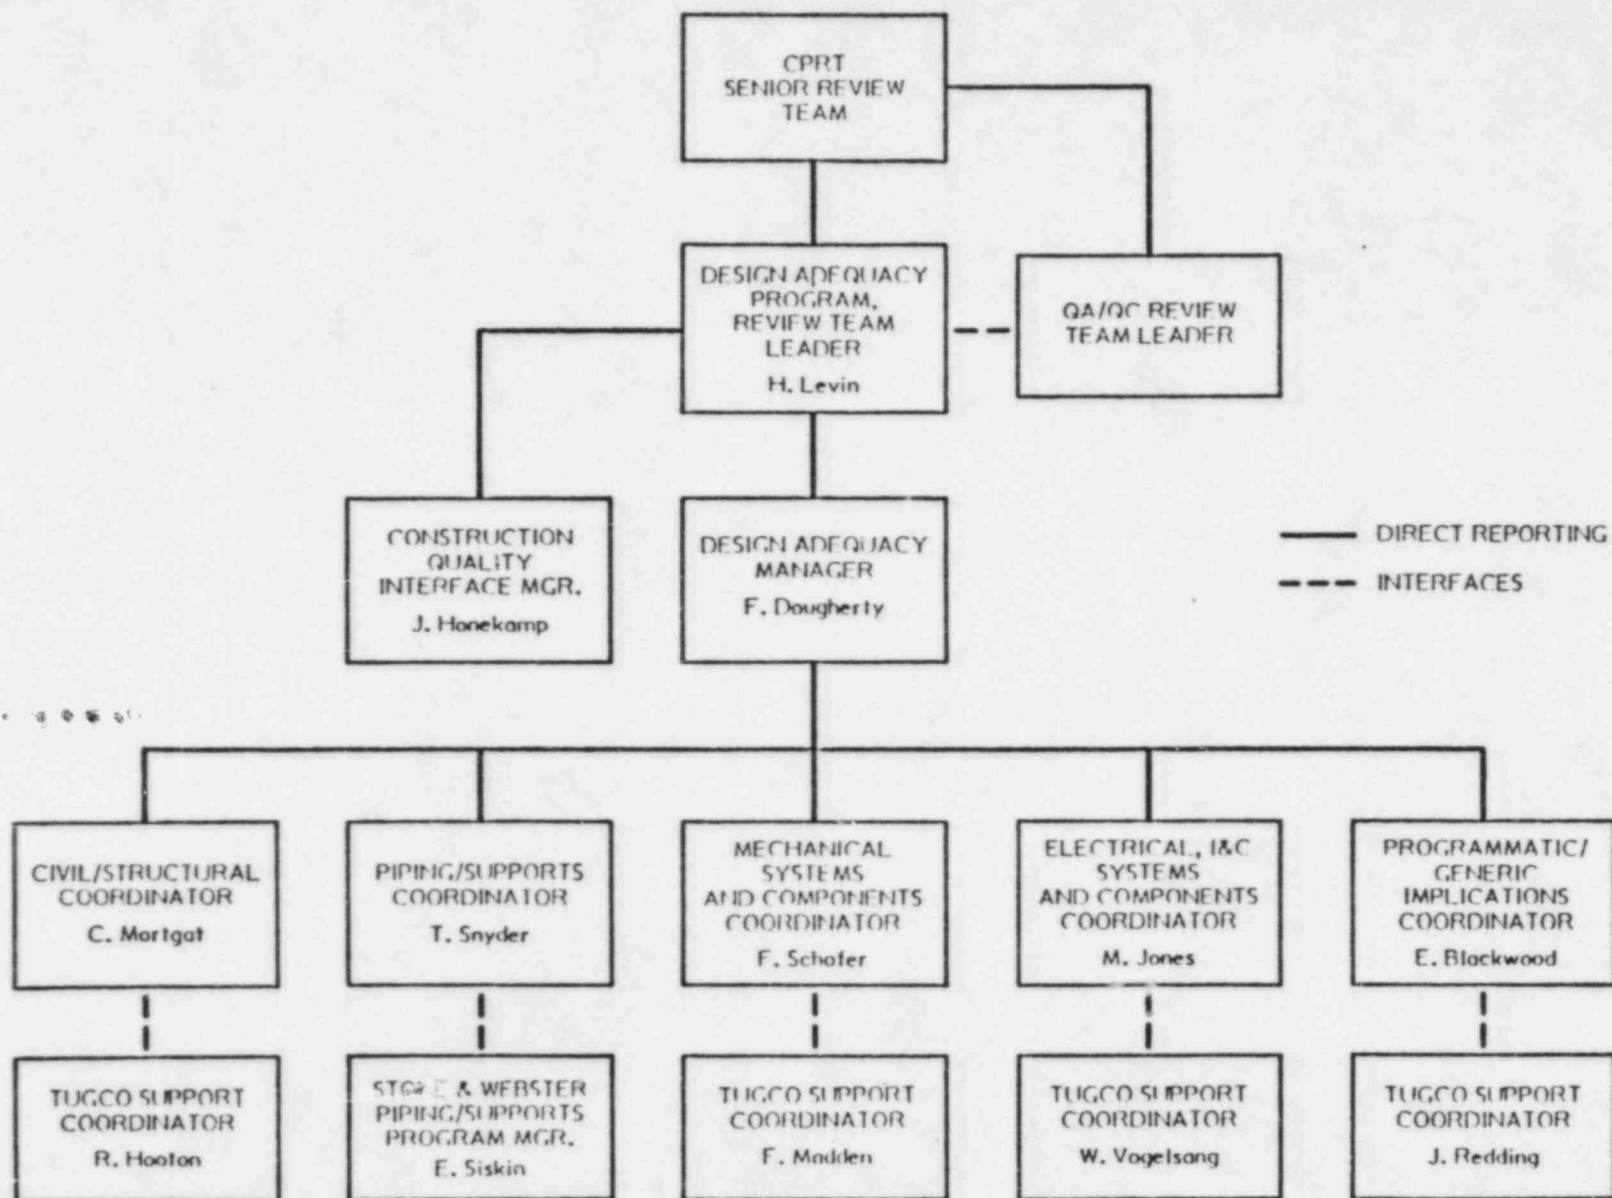 CPRT
SENIOR REVIEW
TEAM
DESIGN ADEQUACY
PROGRAM,
REVIEW TEAM
LEADER
H. Levin
QA/QC REVIEW
TEAM LEADER
CONSTRUCTION
QUALITY
INTERFACE MGR.
J. Honekamp
DESIGN ADEQUACY
MANAGER
F. Dougherty
DIRECT REPORTING
INTERFACES
CIVIL/STRUCTURAL
COORDINATOR
C. Mortgat
PIPING/SUPPORTS
COORDINATOR
T. Snyder
MECHANICAL
SYSTEMS
AND COMPONENTS
COORDINATOR
F. Schofer
ELECTRICAL, I&C
SYSTEMS
AND COMPONENTS
COORDINATOR
M. Jones
PROGRAMMATIC/
GENERIC
IMPLICATIONS
COORDINATOR
E. Blackwood
TUGCO SUPPORT
COORDINATOR
R. Hooton
STONE & WEBSTER
PIPING/SUPPORTS
PROGRAM MGR.
E. Siskin
TUGCO SUPPORT
COORDINATOR
F. Madden
TUGCO SUPPORT
COORDINATOR
W. Vogelsang
TUGCO SUPPORT
COORDINATOR
J. Redding